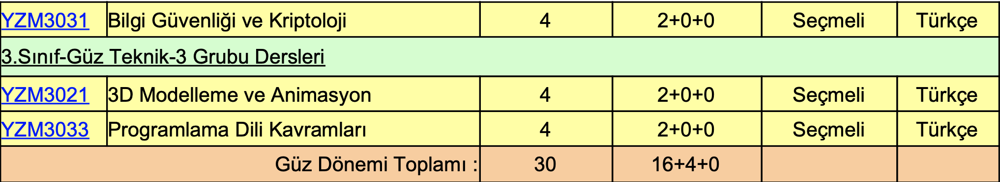 YZM3031 Bilgi Güvenliği ve Kriptoloji 4 2+0+0 Seçmeli Türkçe
3.Sınıf-Güz Teknik-3 Grubu Dersleri
YZM3021 3D Modelleme ve Animasyon 4 2+0+0 Seçmeli Türkçe
YZM3033 Programlama Dili Kavramları 4 2+0+0 Seçmeli Türkçe
Güz Dönemi Toplamı : 30 16+4+0